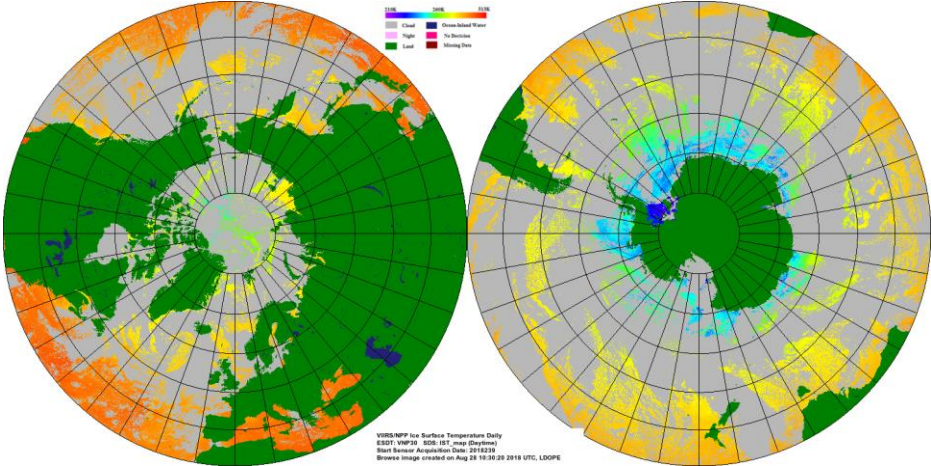 210K 260K 313K
Cloud Ocean-Inland Water
Night No Decision
Land Missing Data
VIIRS/NPP Ice Surface Temperature Daily
ESDT: VNP30 SDS: IST_map (Daytime)
Start Sensor Acquisition Date: 2018239
Browse image created on Aug 28 10:30:20 2018 UTC, LDOPE